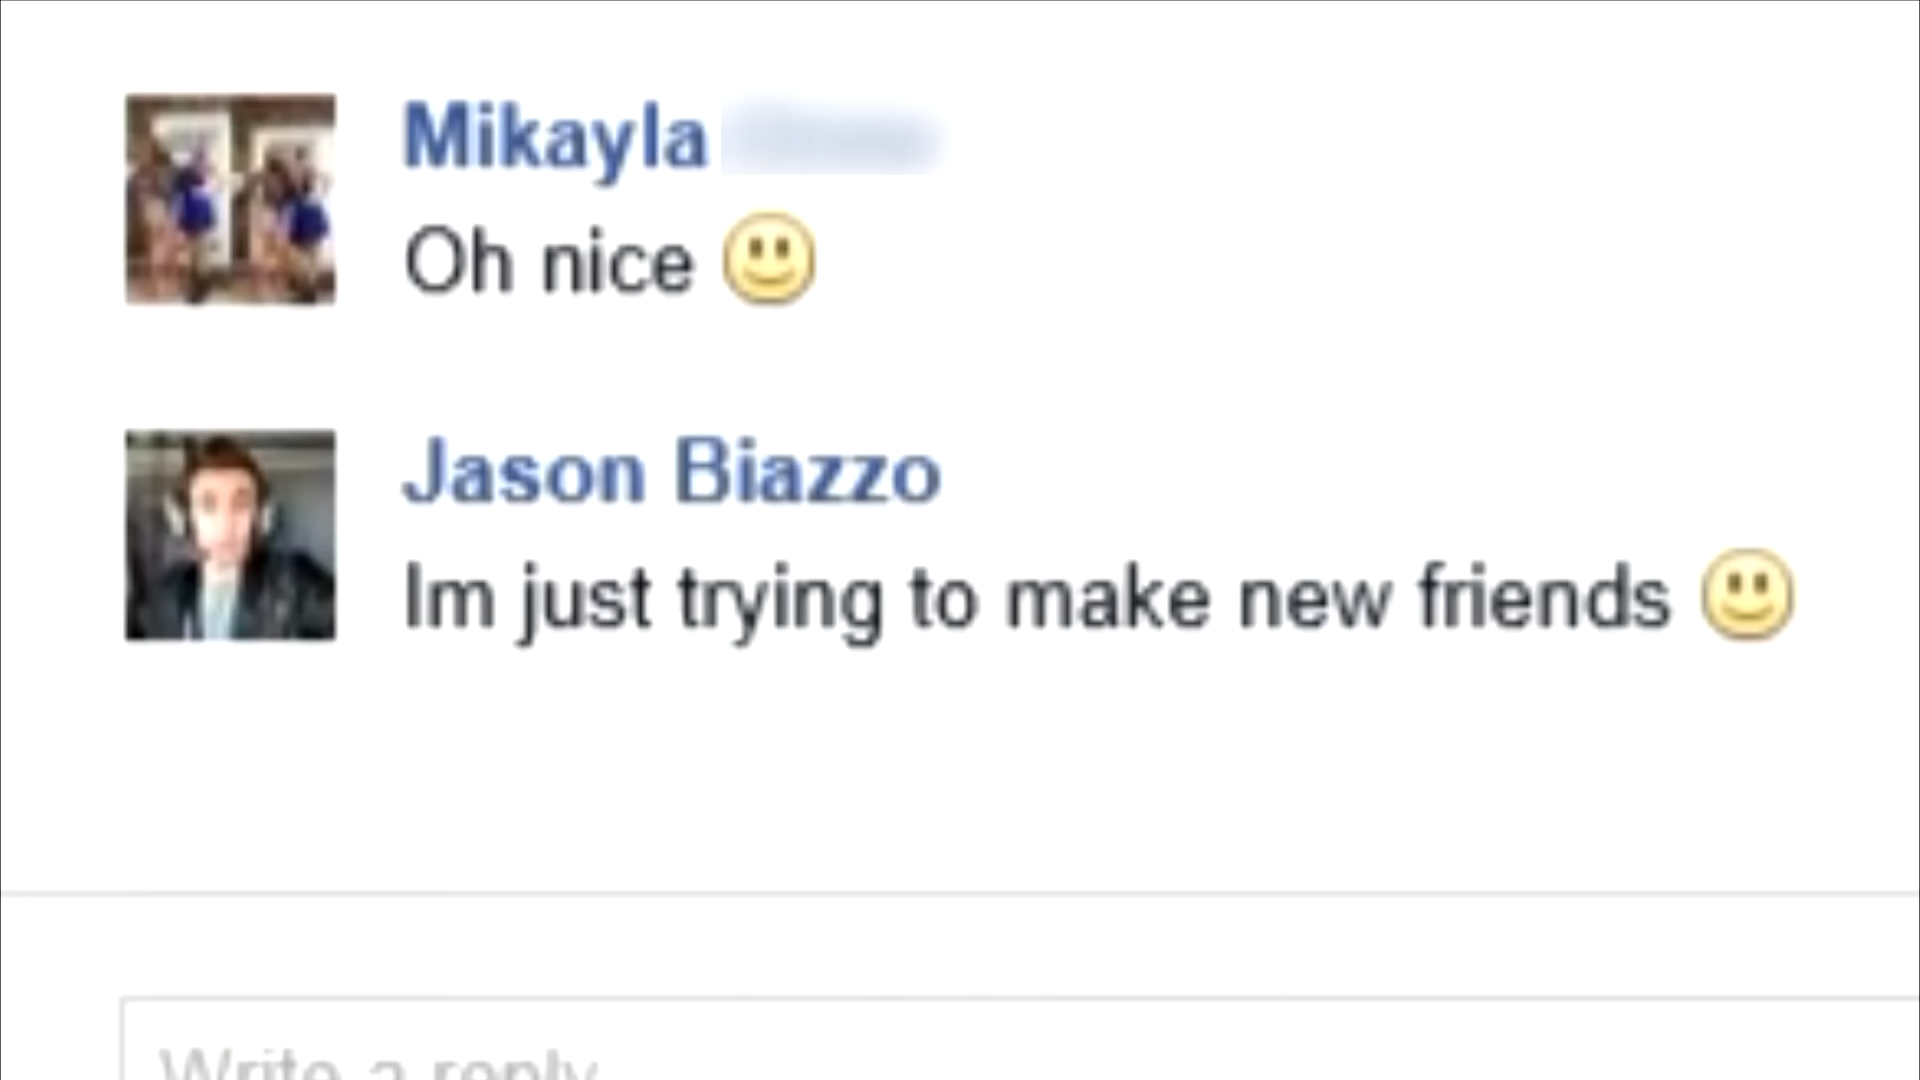 Mikayla
Oh nice
Jason Biazzo
Im just trying to make new friends
Write a reply